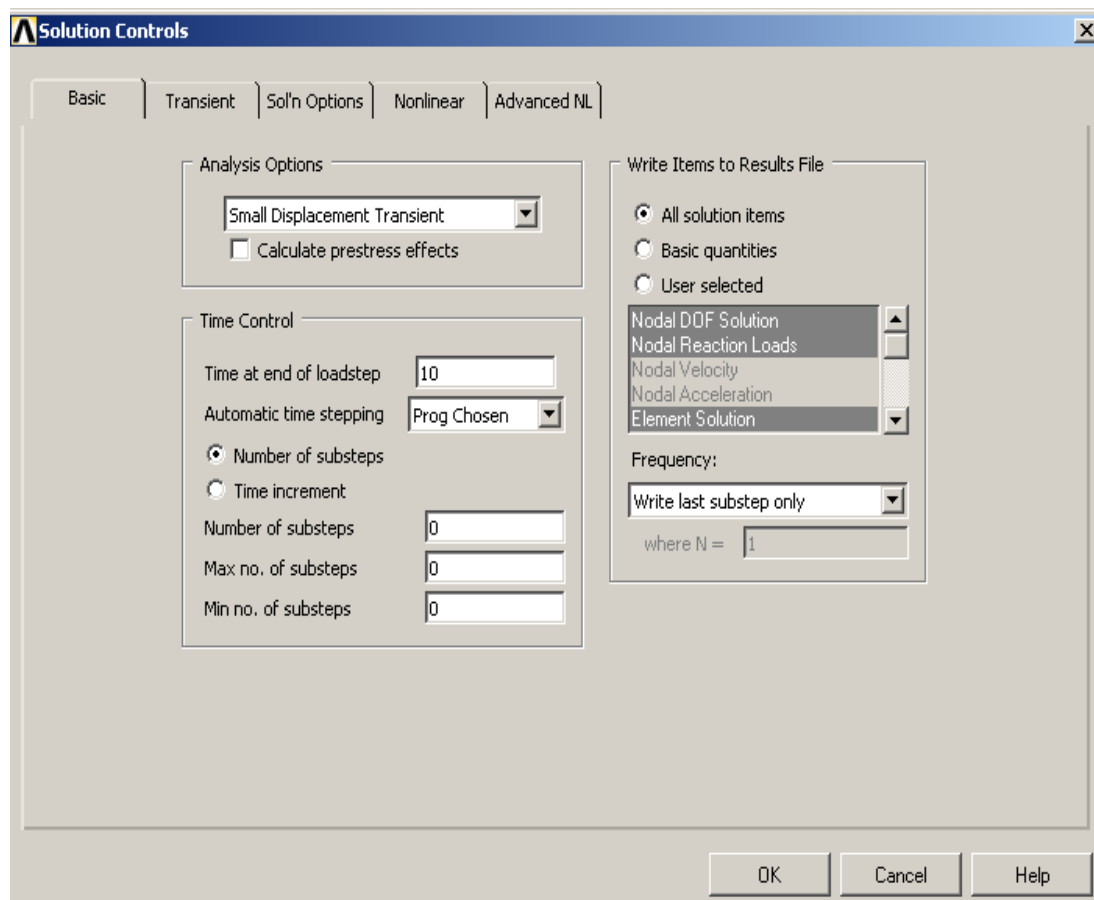 Solution Controls
Basic
Transient
Sol'n Options
Nonlinear
Advanced NL
Analysis Options
Small Displacement Transient
Calculate prestress effects
Time Control
Time at end of loadstep
10
Automatic time stepping
Prog Chosen
Number of substeps
Time increment
Number of substeps
0
Max no. of substeps
0
Min no. of substeps
0
Write Items to Results File
All solution items
Basic quantities
User selected
Nodal DOF Solution
Nodal Reaction Loads
Nodal Velocity
Nodal Acceleration
Element Solution
Frequency:
Write last substep only
where N =
1
OK
Cancel
Help